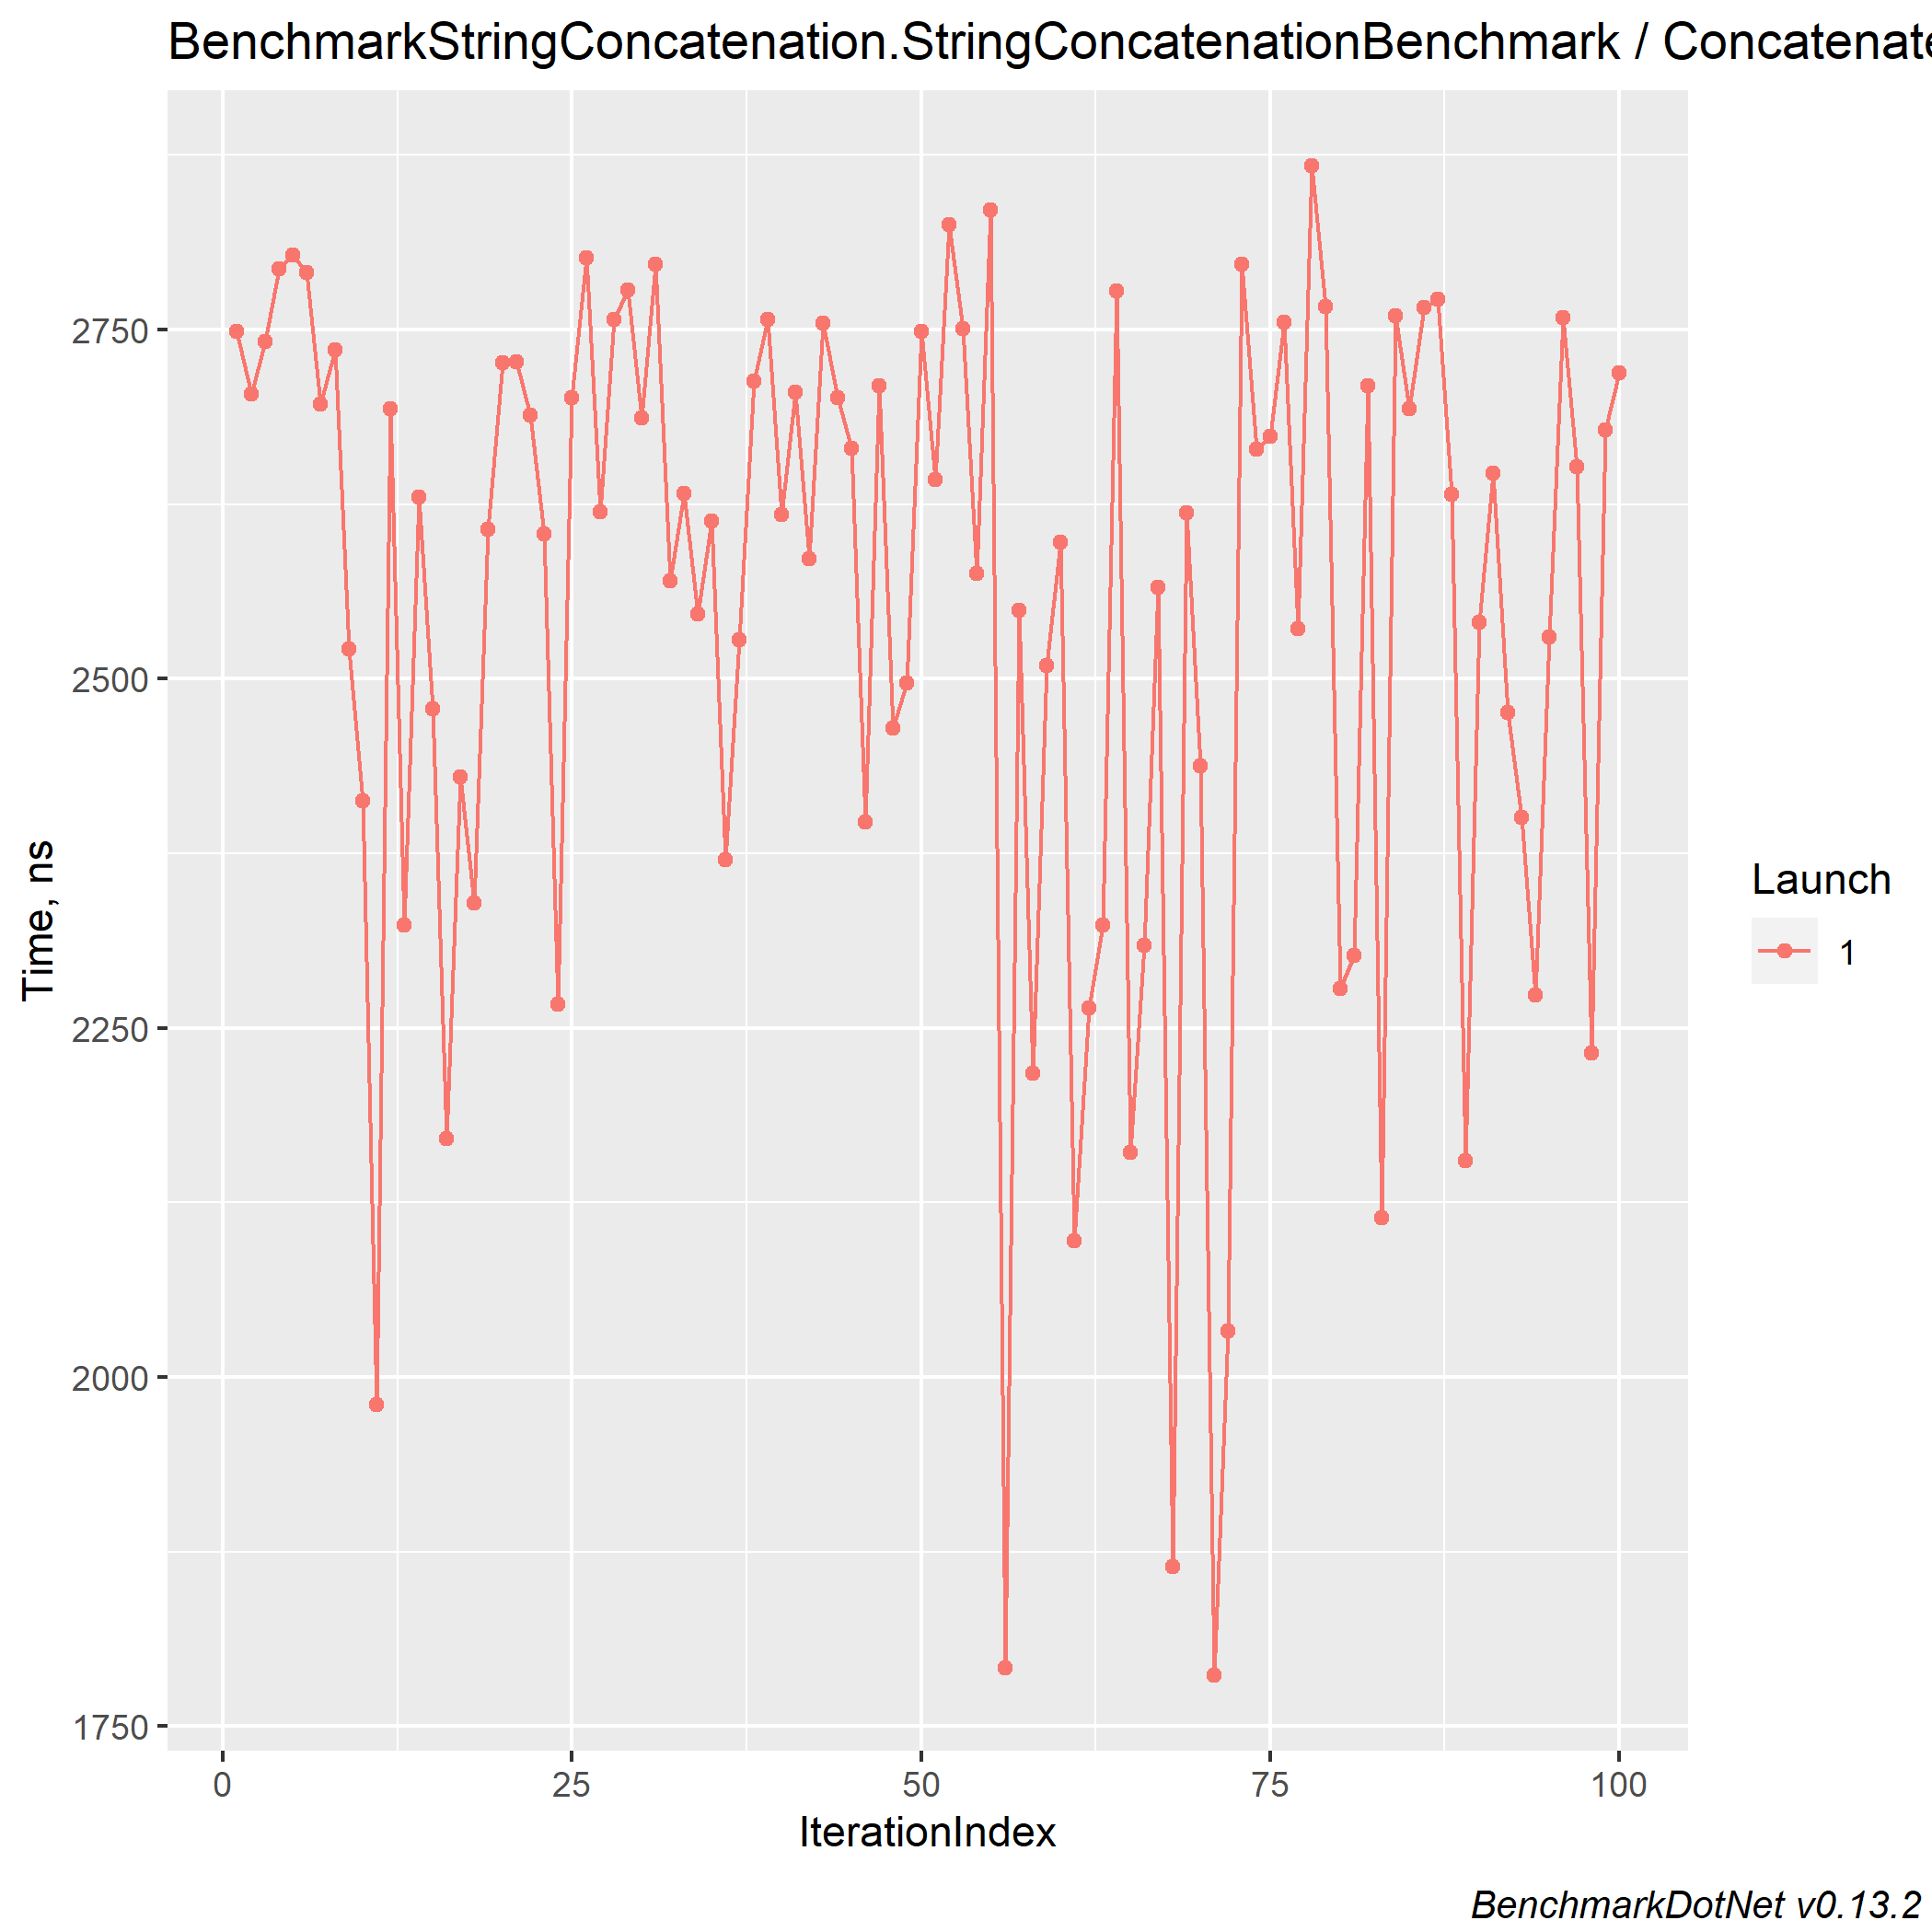 BenchmarkStringConcatenation.StringConcatenationBenchmark / Concatenate
2750
2500
2250
2000
1750
Time, ns
0 25 50 75 100
IterationIndex
Launch
1
BenchmarkDotNet v0.13.2